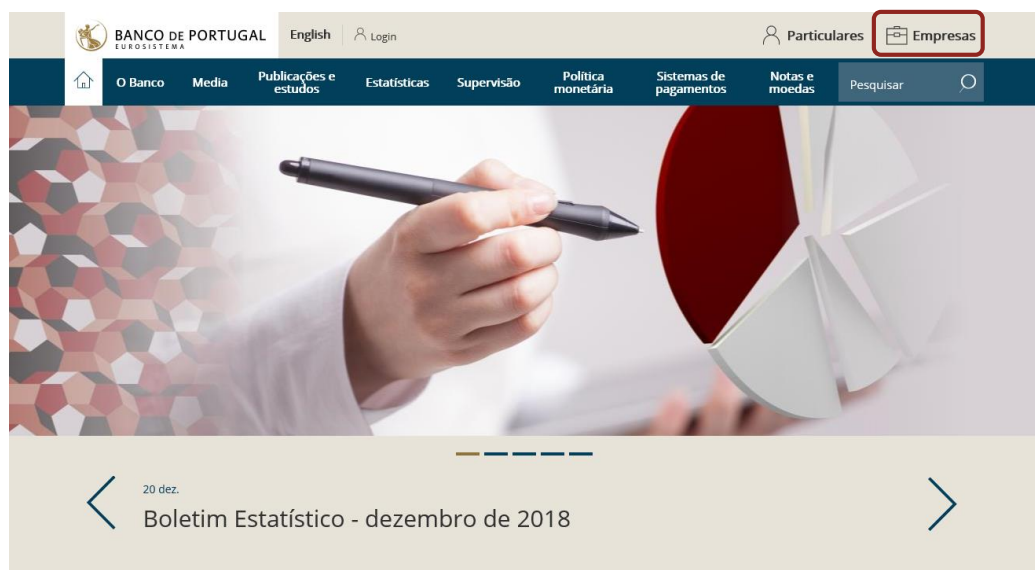 BANCO DE PORTUGAL
EUROSISTEMA
English
Login
Particulares
Empresas
O Banco
Media
Publicações e
estudos
Estatísticas
Supervisão
Política
monetária
Sistemas de
pagamentos
Notas e
moedas
Pesquisar
20 dez.
Boletim Estatístico - dezembro de 2018